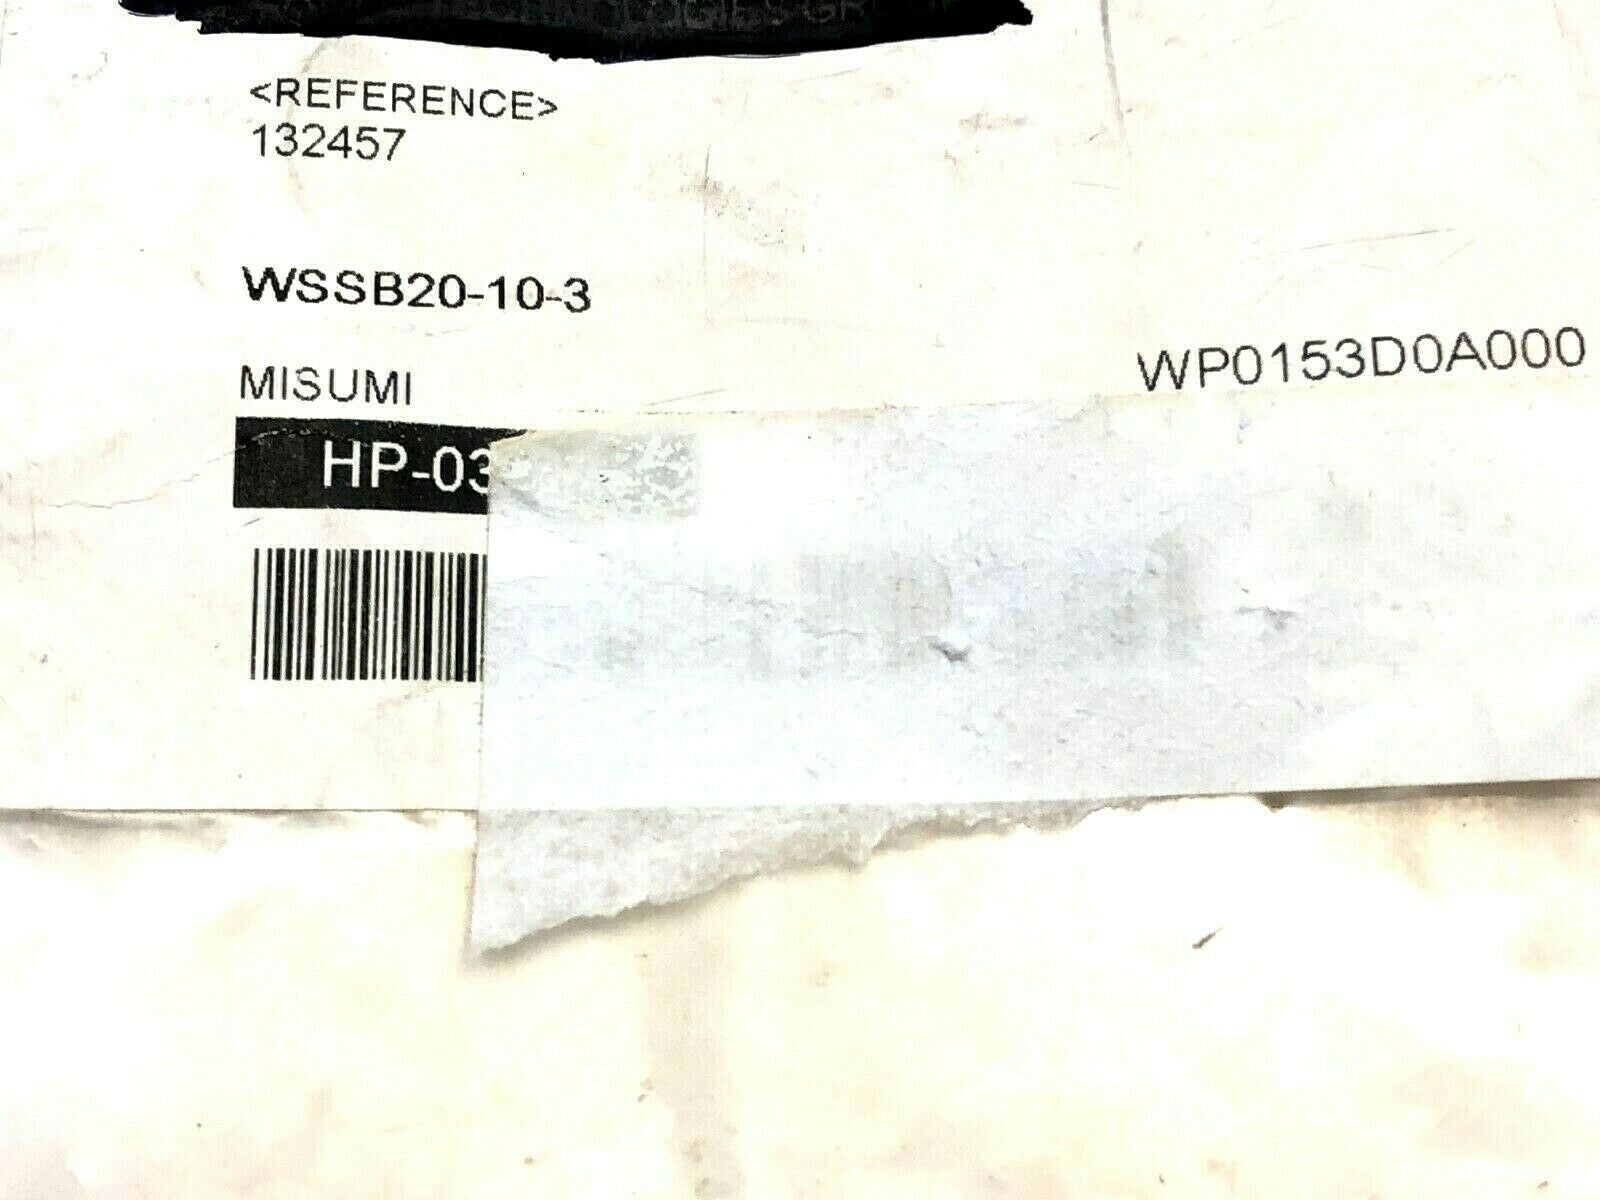 <REFERENCE>
132457
WSSB20-10-3
MISUMI
WP0153D0A000
HP-03